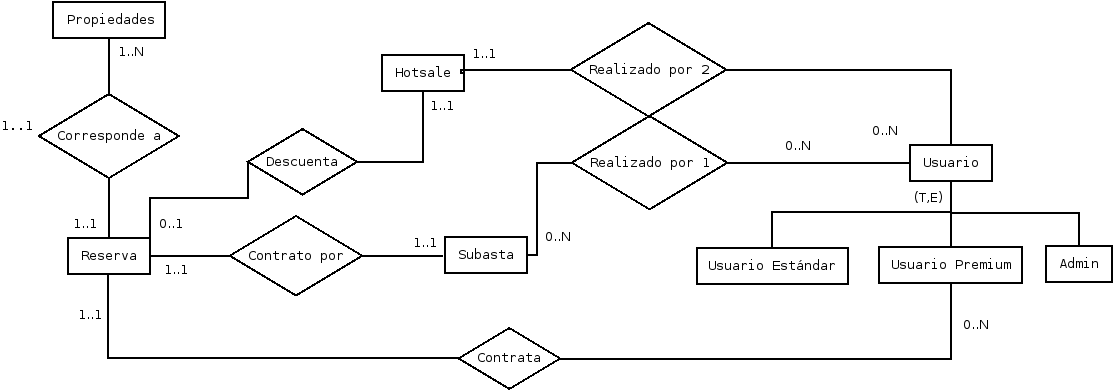 Propiedades
1..N
Hotsale
1..1
Realizado por 2
1..1
1..1
Corresponde a
0..N
0..N
Descuenta
Realizado por 1
Usuario
(T,E)
1..1
0..1
1..1
0..N
Reserva
Contrato por
Subasta
1..1
Usuario Estándar
Usuario Premium
Admin
1..1
0..N
Contrata